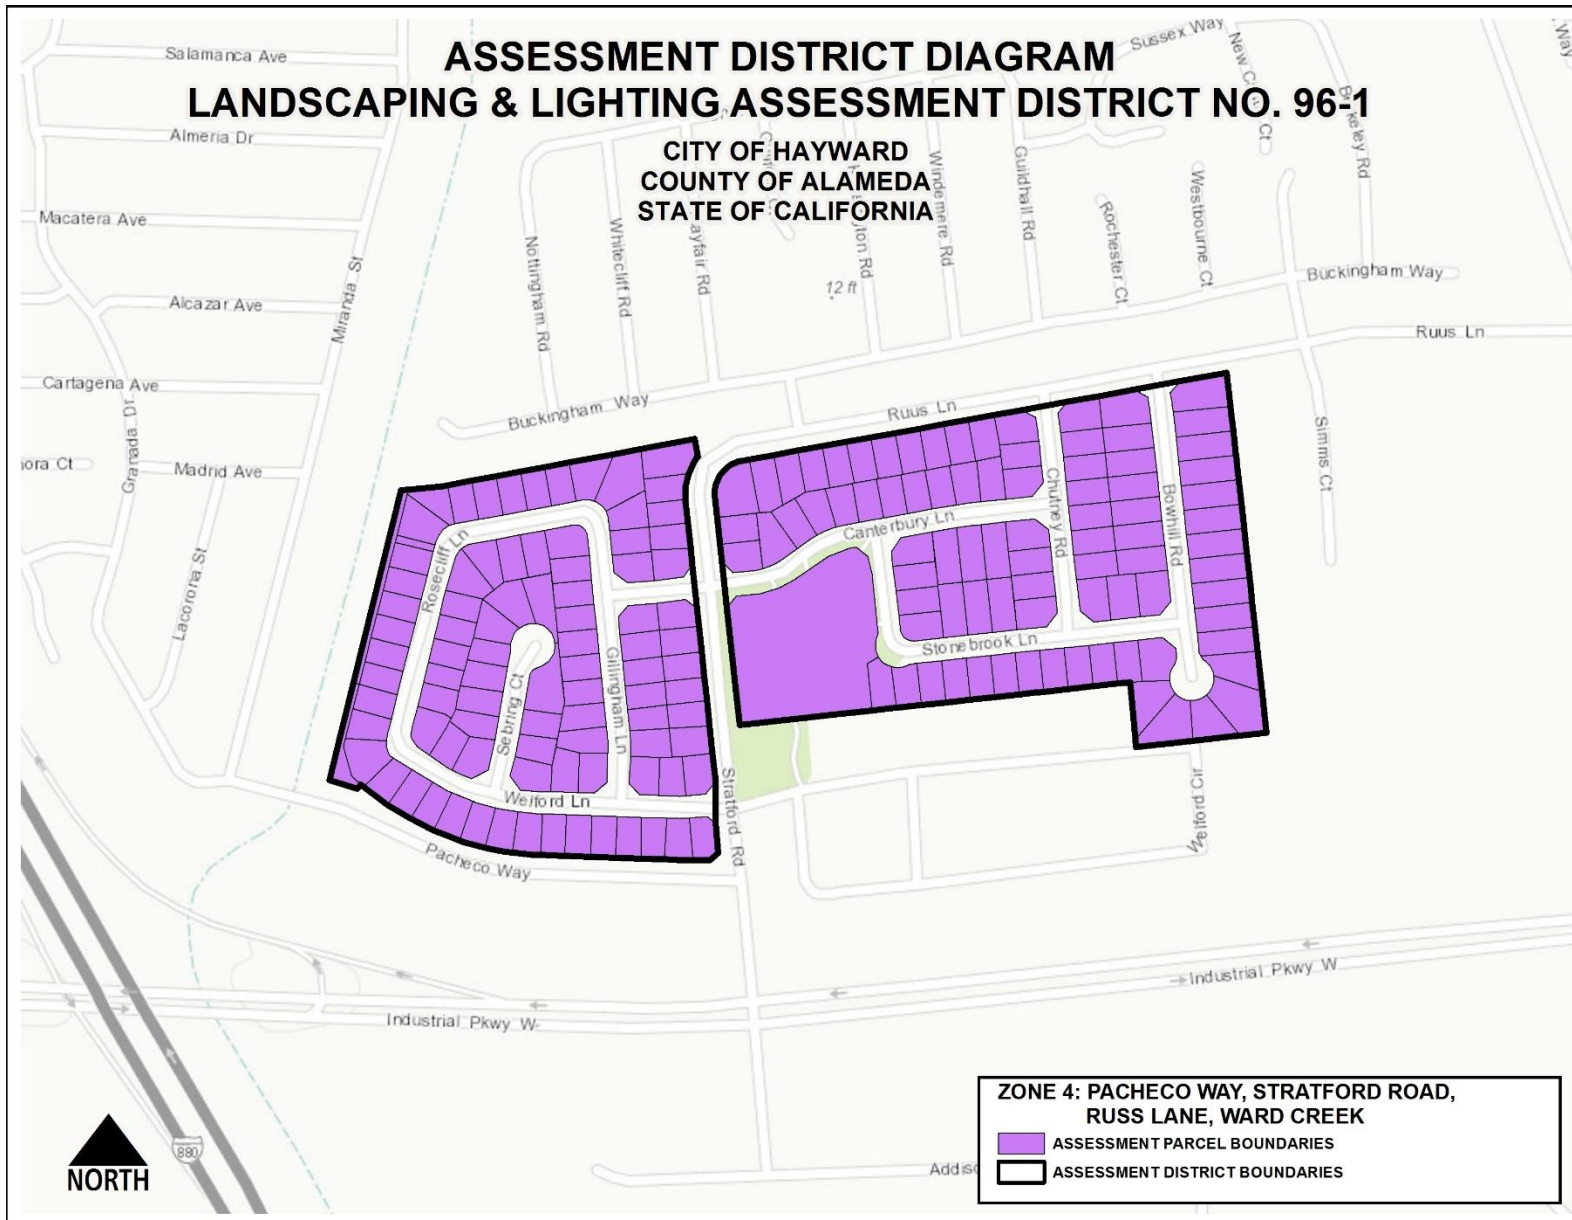 ASSESSMENT DISTRICT DIAGRAM
LANDSCAPING & LIGHTING ASSESSMENT DISTRICT NO. 96-1
CITY OF HAYWARD
COUNTY OF ALAMEDA
STATE OF CALIFORNIA
Salamanca Ave
Almeria Dr
Macatera Ave
Alcazar Ave
Cartagena Ave
Madrid Ave
Granada Dr
Miranda St
Lacorona St
Sussex Way
Way
Nottingham Rd
Whitecliff Rd
Windemere Rd
Guildhall Rd
Rochester Ct
Westbourne Ct
12 ft
Buckingham Way
Buckingham Way
Ruus Ln
Ruus Ln
Simms Ct
Canterbury Ln
Chutney Rd
Bowhill Rd
Stonebrook Ln
Rosecliff Ln
Sebring Ct
Gillingham Ln
Welford Ln
Stratford Rd
Welford Cir
Pacheco Way
Industrial Pkwy W
Industrial Pkwy W
880
NORTH
ZONE 4: PACHECO WAY, STRATFORD ROAD,
RUSS LANE, WARD CREEK
ASSESSMENT PARCEL BOUNDARIES
ASSESSMENT DISTRICT BOUNDARIES